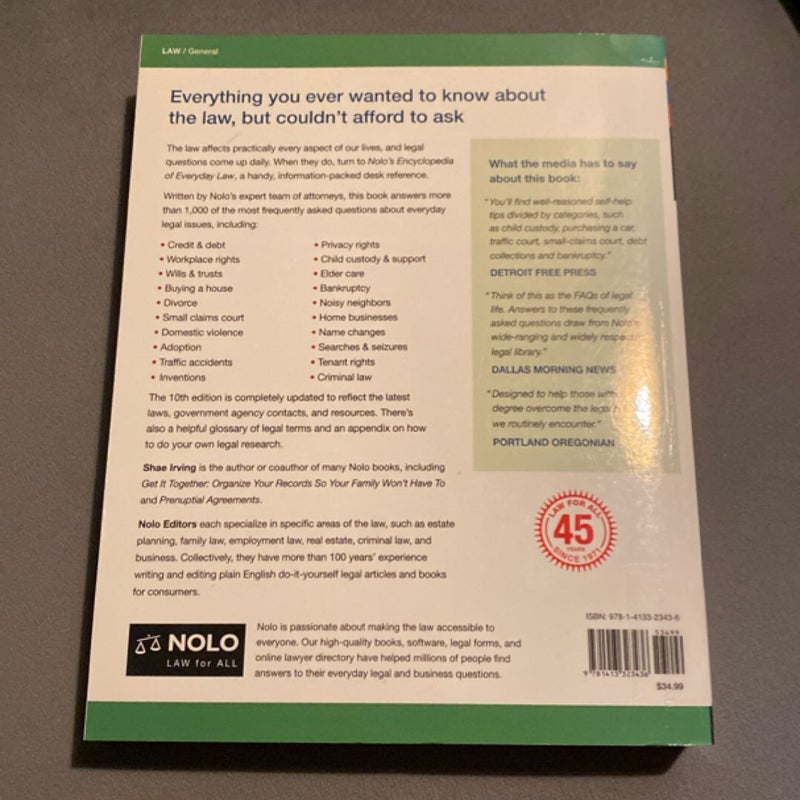 LAW / General
Everything you ever wanted to know about
the law, but couldn't afford to ask
The law affects practically every aspect of our lives, and legal
questions come up daily. When they do, turn to Nolo's Encyclopedia
of Everyday Law, a handy, information-packed desk reference.
Written by Nolo's expert team of attorneys, this book answers more
than 1,000 of the most frequently asked questions about everyday
legal issues, including:
• Credit & debt
• Workplace rights
• Wills & trusts
• Buying a house
• Divorce
• Small claims court
• Domestic violence
• Adoption
• Traffic accidents
• Inventions
• Privacy rights
• Child custody & support
• Elder care
• Bankruptcy
• Noisy neighbors
• Home businesses
• Name changes
• Searches & seizures
• Tenant rights
• Criminal law
The 10th edition is completely updated to reflect the latest
laws, government agency contacts, and resources. There's
also a helpful glossary of legal terms and an appendix on how
to do your own legal research.
Shae Irving is the author or coauthor of many Nolo books, including
Get It Together: Organize Your Records So Your Family Won't Have To
and Prenuptial Agreements.
Nolo Editors each specialize in specific areas of the law, such as estate
planning, family law, employment law, real estate, criminal law, and
business. Collectively, they have more than 100 years' experience
writing and editing plain English do-it-yourself legal articles and books
for consumers.
What the media has to say
about this book:
"You'll find well-reasoned self-help
tips divided by categories, such
as child custody, purchasing a car,
traffic court, small-claims court, debt
collections and bankruptcy."
DETROIT FREE PRESS
"Think of this as the FAQs of legal
life. Answers to these frequently
asked questions draw from Nolo's
wide-ranging and widely
legal library."
DALLAS MORNING NEWS
"Designed to help those
degree overcome the
we routinely encounter."
PORTLAND OREGONIAN
LAW FOR ALL
45
YEARS
SINCE 1971
NOLO
LAW for ALL
Nolo is passionate about making the law accessible to
everyone. Our high-quality books, software, legal forms, and
online lawyer directory have helped millions of people find
answers to their everyday legal and business questions.
ISBN: 978-1-4133-2343-6
53499
9 781413 323436
$34.99